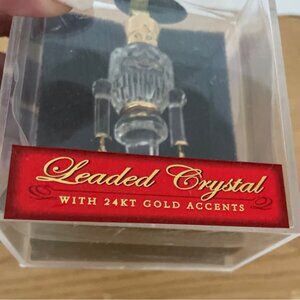 Leaded Crystal
WITH 24KT GOLD ACCENTS